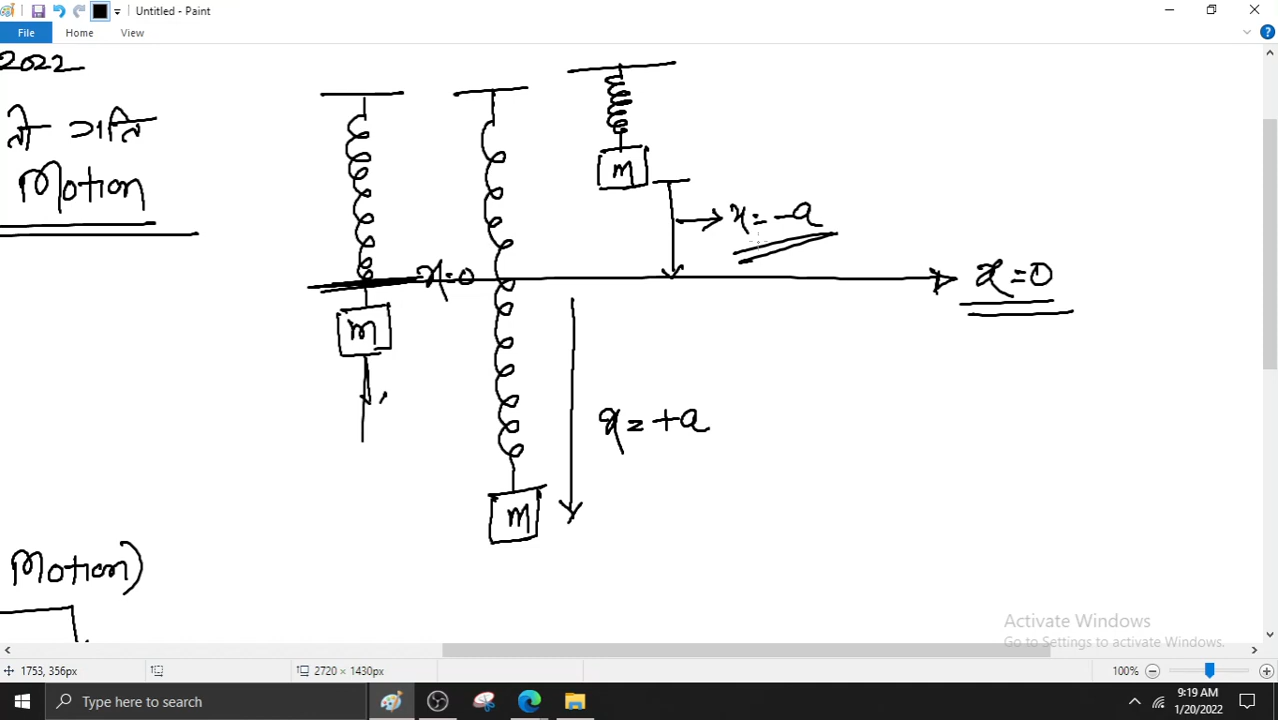 Untitled - Paint
File Home View
2022
ती गति
Motion
m
x=-a
x=0
x=0
m
x=+a
m
Motion)
Activate Windows
Go to Settings to activate Windows.
1753, 356px
2720 × 1430px
100%
Type here to search
9:19 AM
1/20/2022